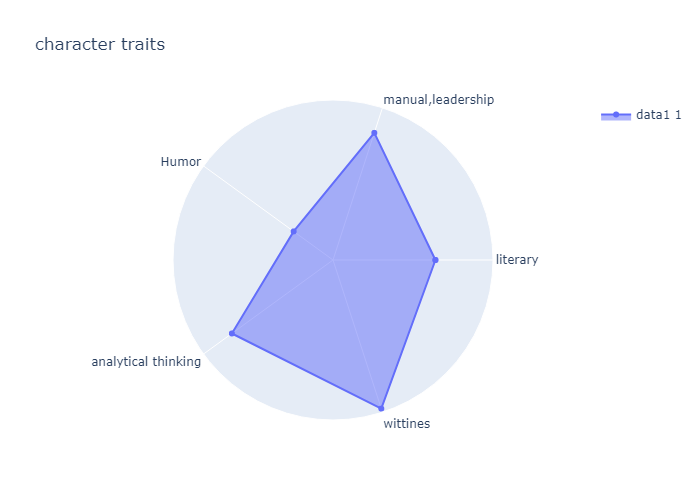 character traits
manual,leadership
data1 1
Humor
literary
analytical thinking
wittines